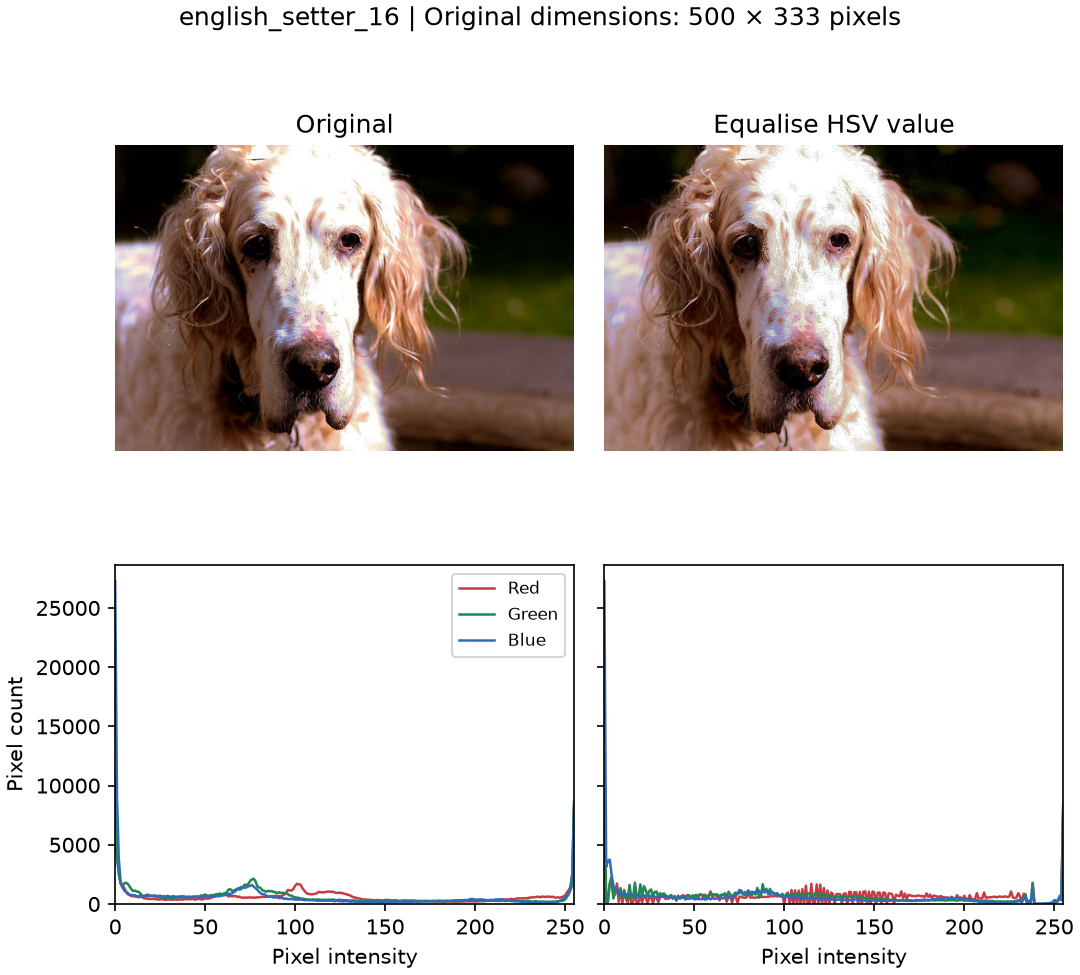 english_setter_16 | Original dimensions: 500 × 333 pixels
Original
Equalise HSV value
Red
Green
Blue
Pixel count
25000
20000
15000
10000
5000
0
0 50 100 150 200 250
0 50 100 150 200 250
Pixel intensity
Pixel intensity